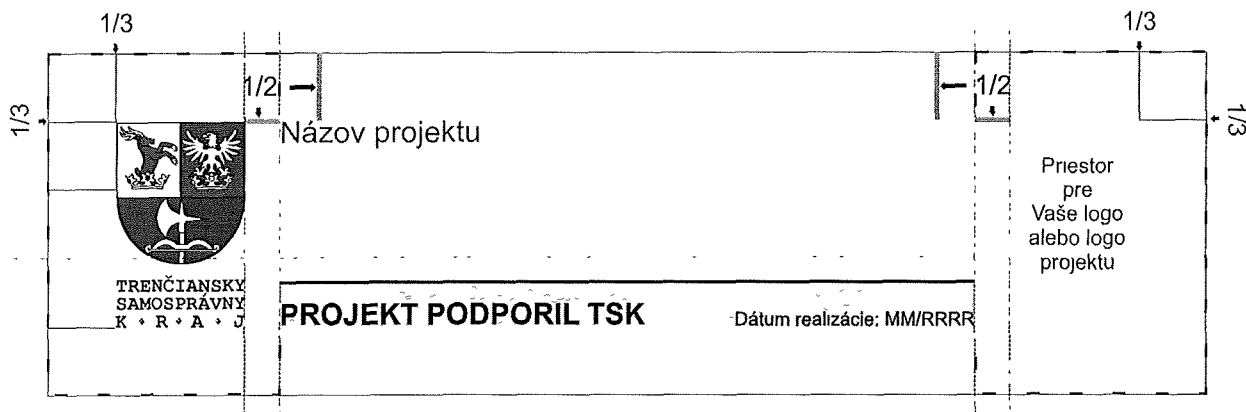 1/3
1/3
1/2
1/2
1/3
1/3
Názov projektu
Priestor
pre
Vaše logo
alebo logo
projektu
TRENČIANSKY
SAMOSPRÁVNY
K • R • A • J
PROJEKT PODPORIL TSK
Dátum realizácie: MM/RRRR